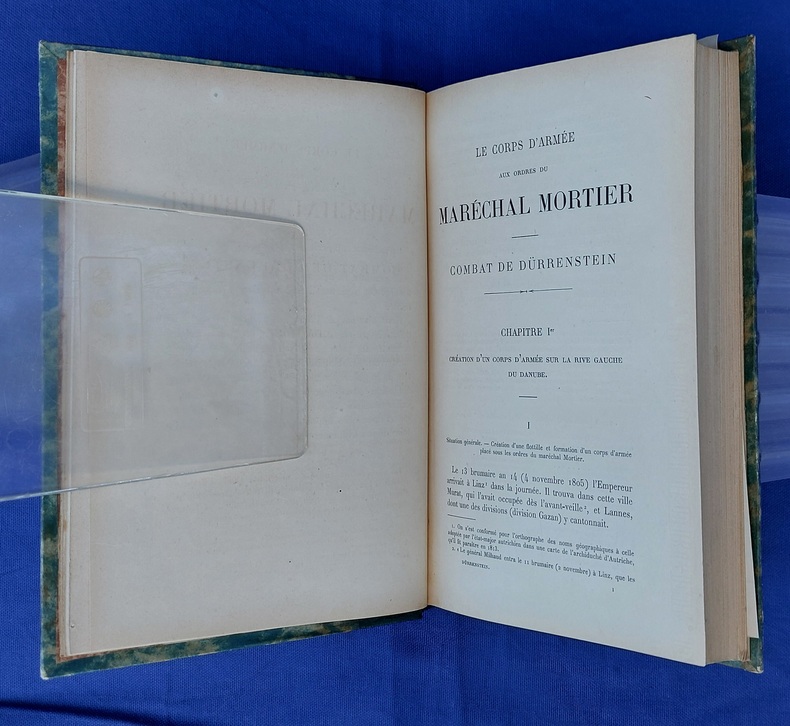 LE CORPS D'ARMÉE
AUX ORDRES DU
MARÉCHAL MORTIER
COMBAT DE DÜRRENSTEIN
CHAPITRE Ier
CRÉATION D'UN CORPS D'ARMÉE SUR LA RIVE GAUCHE
DU DANUBE.
I
Situation générale. — Création d'une flottille et formation d'un corps d'armée
placé sous les ordres du maréchal Mortier.
Le 13 brumaire an 14 (4 novembre 1805) l'Empereur
arrivait à Linz¹ dans la journée. Il trouva dans cette ville
Murat, qui l'avait occupée dès l'avant-veille², et Lannes,
dont une des divisions (division Gazan) y cantonnait.
1. On s'est conformé pour l'orthographe des noms géographiques à celle
adoptée par l'état-major autrichien dans une carte de l'archiduché d'Autriche,
qu'il fit paraître en 1813.
2. « Le général Milhaud entra le 11 brumaire (2 novembre) à Linz, que les
DÜRRENSTEIN.
1